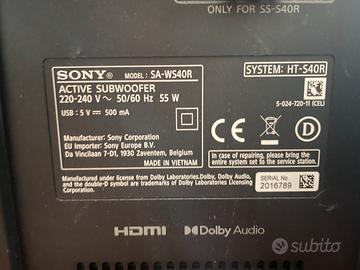 ONLY FOR SS-S40R
SONY® MODEL : SA-WS40R
SYSTEM: HT-S40R
ACTIVE SUBWOOFER
220-240 V~ 50/60 Hz 55 W
5-024-720-11 (CEL)
USB : 5 V⎓ 500 mA
Manufacturer: Sony Corporation
EU Importer: Sony Europe B.V.
Da Vincilaan 7-D1, 1930 Zaventem, Belgium
MADE IN VIETNAM
CE
D
In case of repairing, please bring the entire set to the service station.
Manufactured under license from Dolby Laboratories.Dolby, Dolby Audio,
and the double-D symbol are trademarks of Dolby Laboratories Licensing
Corporation.
SERIAL No.
2016789
HDMI
Dolby Audio
subito